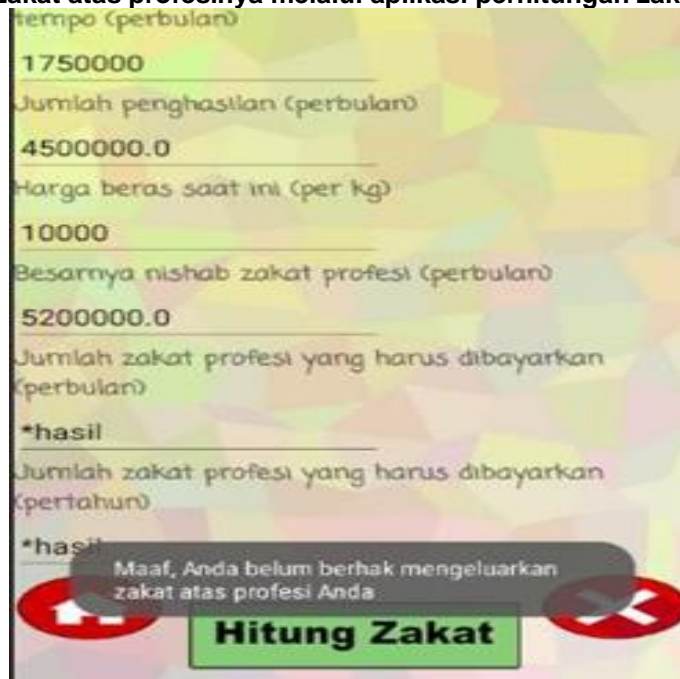 zakat atas profesinya melalui aplikasi perhitungan zak
tempo (perbulan)
1750000
Jumlah penghasilan (perbulan)
4500000.0
Harga beras saat ini (per kg)
10000
Besarnya nishab zakat profesi (perbulan)
5200000.0
Jumlah zakat profesi yang harus dibayarkan
(perbulan)
*hasil
Jumlah zakat profesi yang harus dibayarkan
(pertahun)
*hasil
Maaf, Anda belum berhak mengeluarkan
zakat atas profesi Anda
Hitung Zakat